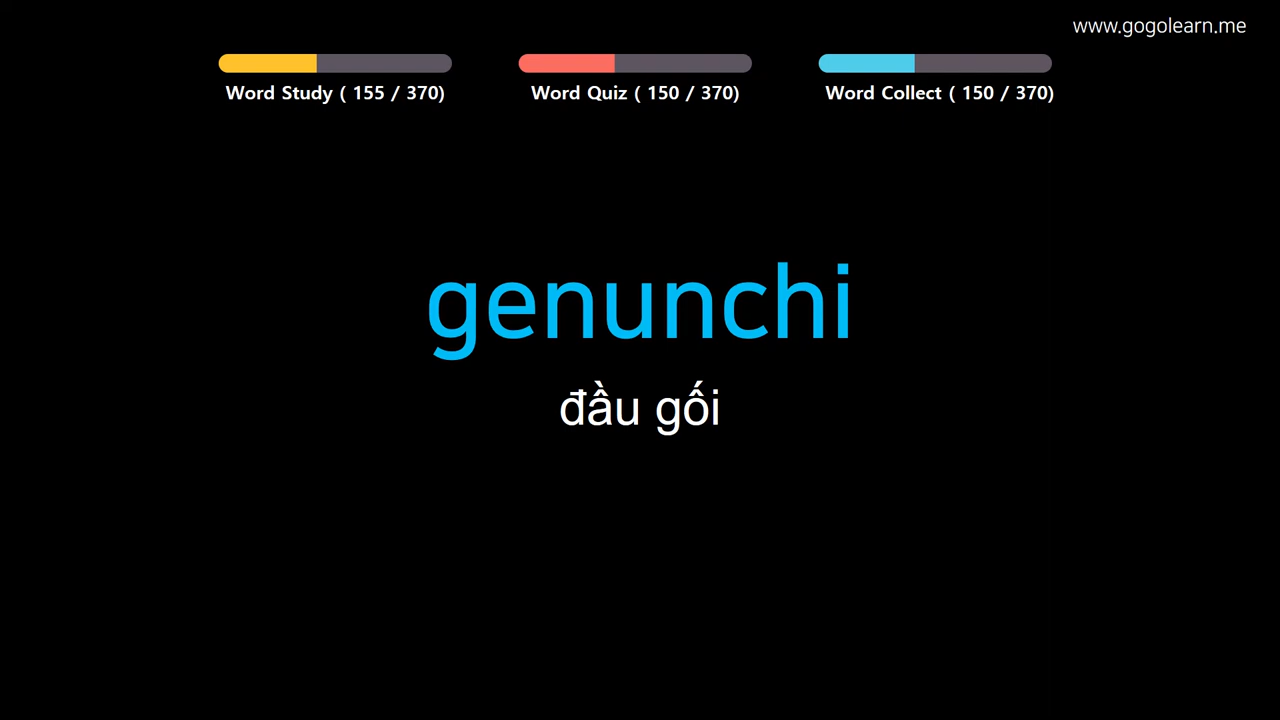 www.gogolearn.me
Word Study ( 155 / 370)
Word Quiz ( 150 / 370)
Word Collect ( 150 / 370)
genunchi
đầu gối